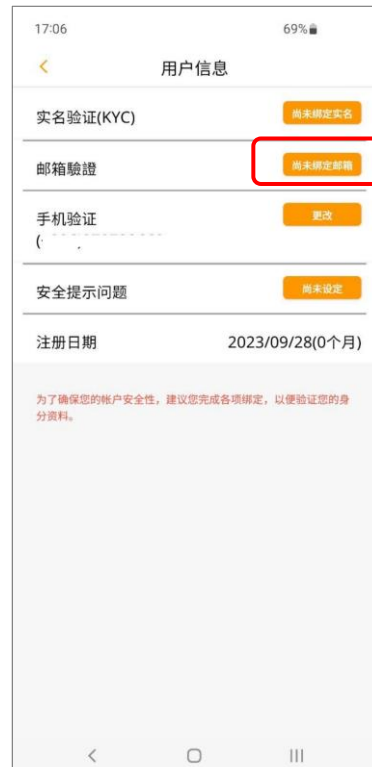 17:06 69%
用户信息
实名验证(KYC) 尚未绑定实名
邮箱驗證 尚未绑定邮箱
手机验证 更改
(
安全提示问题 尚未设定
注册日期 2023/09/28(0个月)
为了确保您的帐户安全性，建议您完成各项绑定，以便验证您的身
分资料。